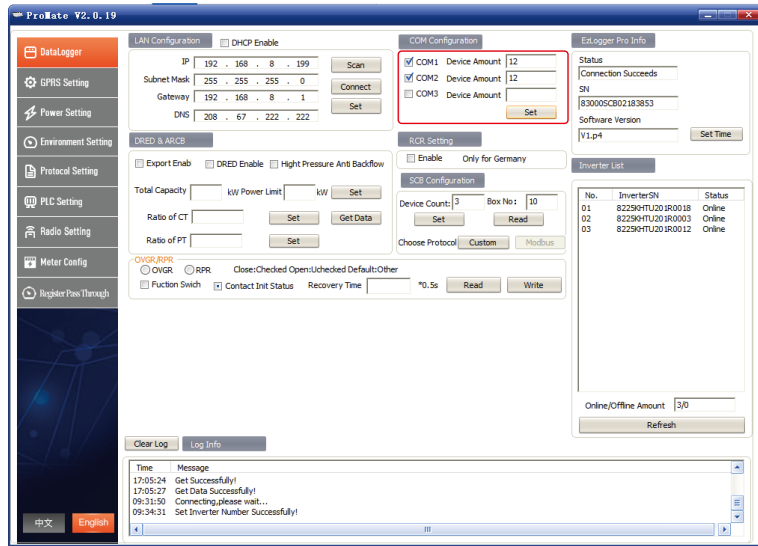 ProMate V2.0.19
DataLogger
GPRS Setting
Power Setting
Environment Setting
Protocol Setting
PLC Setting
Radio Setting
Meter Config
Register Pass Through
中文 English
LAN Configuration DHCP Enable
IP 192 . 168 . 8 . 199 Scan
Subnet Mask 255 . 255 . 255 . 0 Connect
Gateway 192 . 168 . 8 . 1 Set
DNS 208 . 67 . 222 . 222
COM Configuration
COM1 Device Amount 12
COM2 Device Amount 12
COM3 Device Amount
Set
EzLogger Pro Info
Status
Connection Succeeds
SN
83000SCB02183853
Software Version
V1.p4 Set Time
DRED & ARCB
Export Enab DRED Enable Hight Pressure Anti Backflow
Total Capacity kW Power Limit kW Set
Ratio of CT Set Get Data
Ratio of PT Set
RCR Setting
Enable Only for Germany
SCB Configuration
Device Count: 3 Box No: 10
Set Read
Choose Protocol Custom Modbus
OVGR/RPR
OVGR RPR Close:Checked Open:Uchecked Default:Other
Fuction Swich Contact Init Status Recovery Time *0.5s Read Write
Inverter List
No. InverterSN Status
01 8225KHTU201R0018 Online
02 8225KHTU201R0003 Online
03 8225KHTU201R0012 Online
Online/Offline Amount 3/0
Refresh
Clear Log Log Info
Time Message
17:05:24 Get Successfully!
17:05:27 Get Data Successfully!
09:31:50 Connecting,please wait...
09:34:31 Set Inverter Number Successfully!